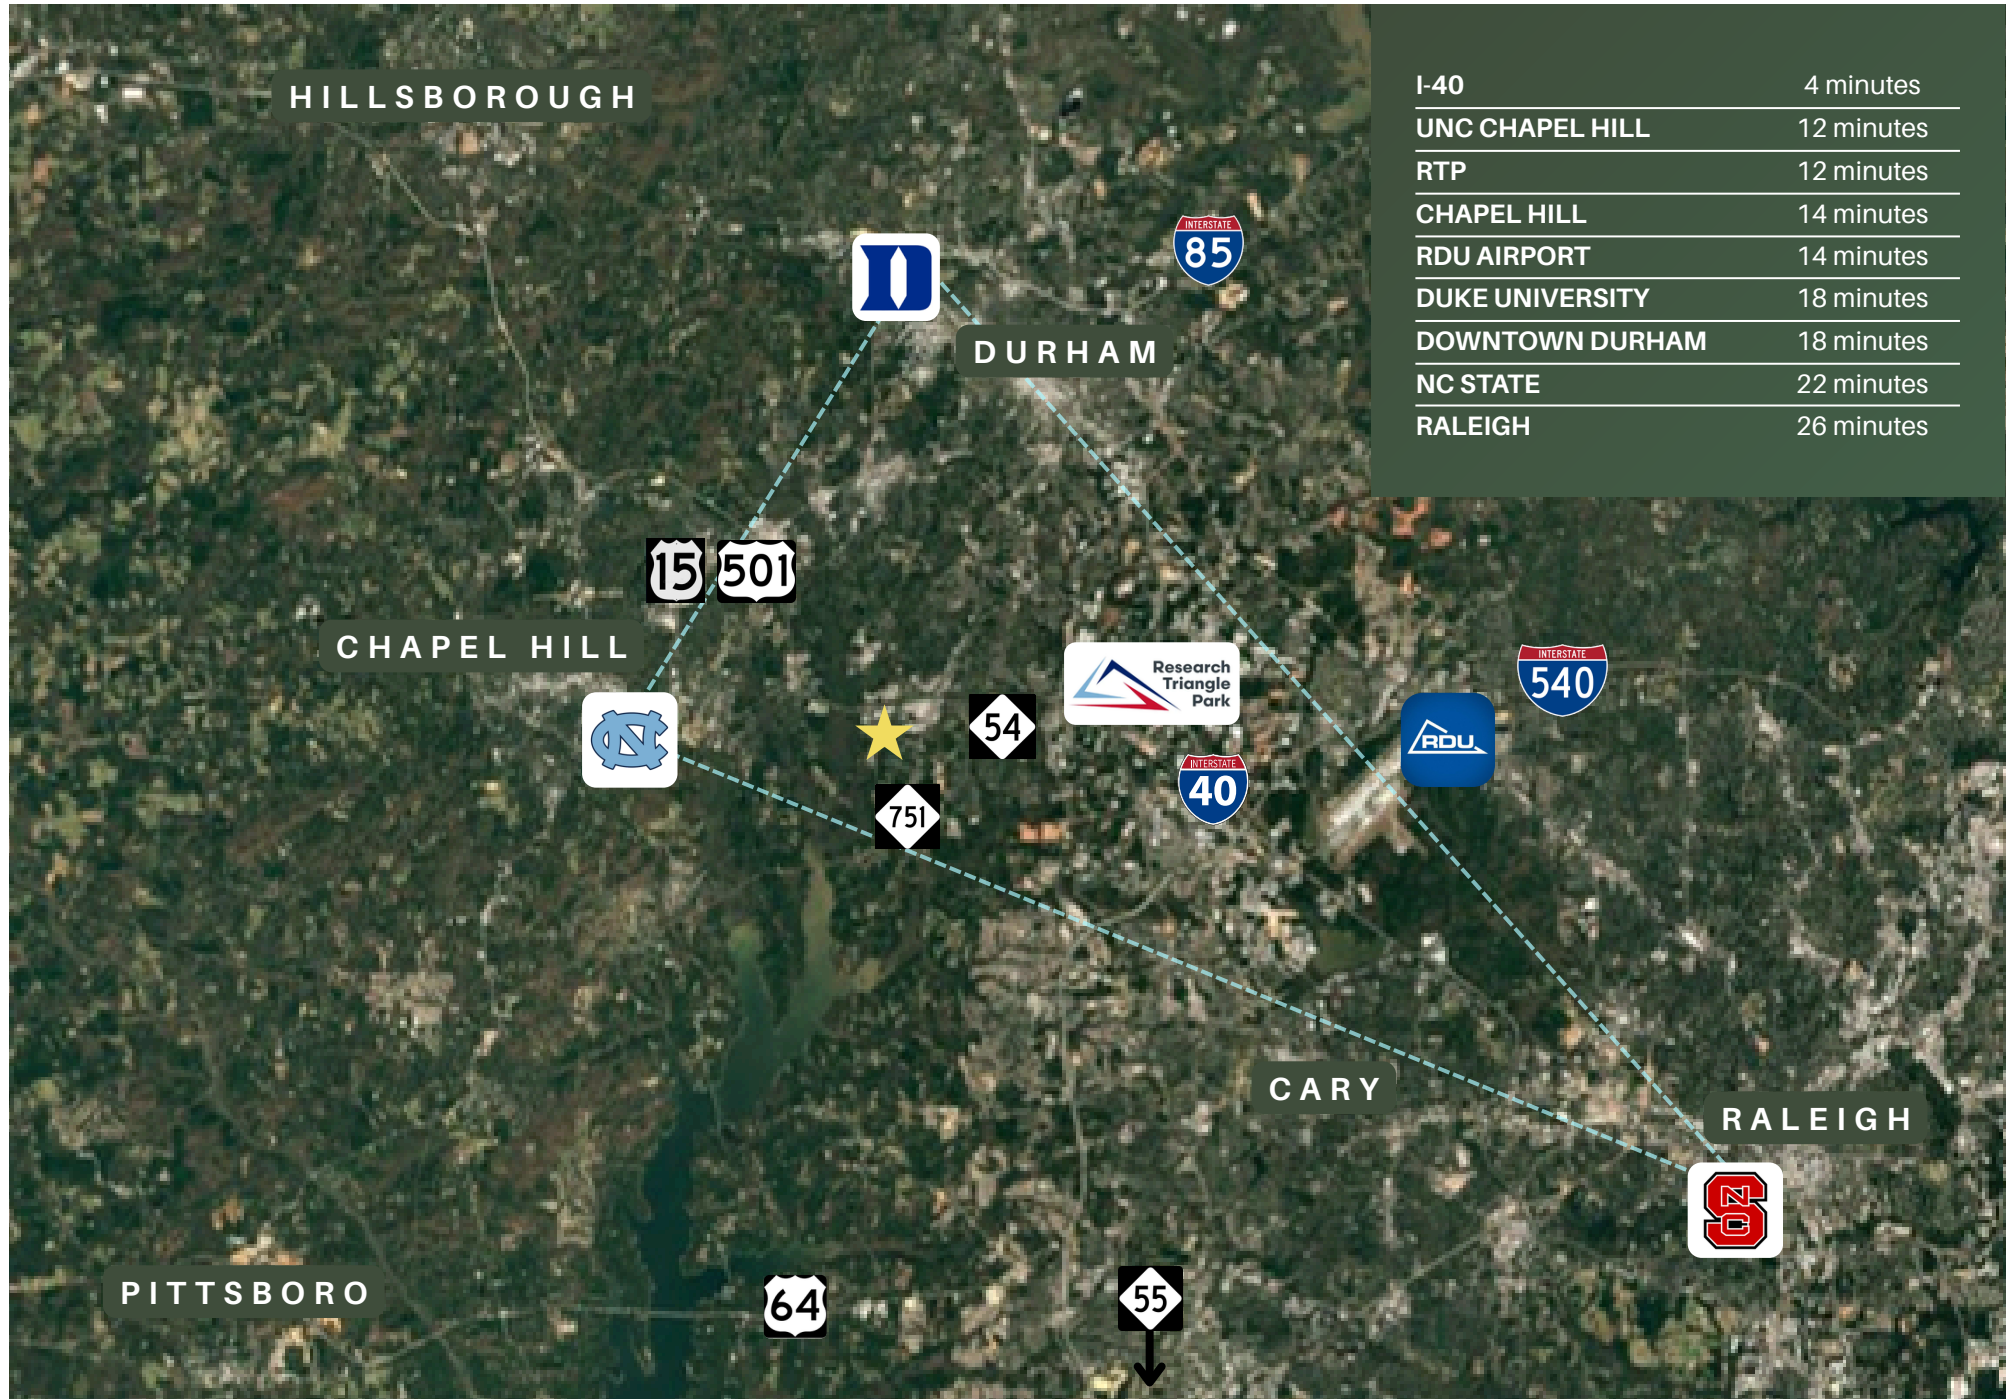 HILLSBOROUGH
I-40 4 minutes
UNC CHAPEL HILL 12 minutes
RTP 12 minutes
CHAPEL HILL 14 minutes
RDU AIRPORT 14 minutes
DUKE UNIVERSITY 18 minutes
DOWNTOWN DURHAM 18 minutes
NC STATE 22 minutes
RALEIGH 26 minutes
INTERSTATE
85
D
DURHAM
15 501
CHAPEL HILL
Research
Triangle
Park
INTERSTATE
540
NC
54
RDU
INTERSTATE
40
751
CARY
RALEIGH
NCS
PITTSBORO
64
55